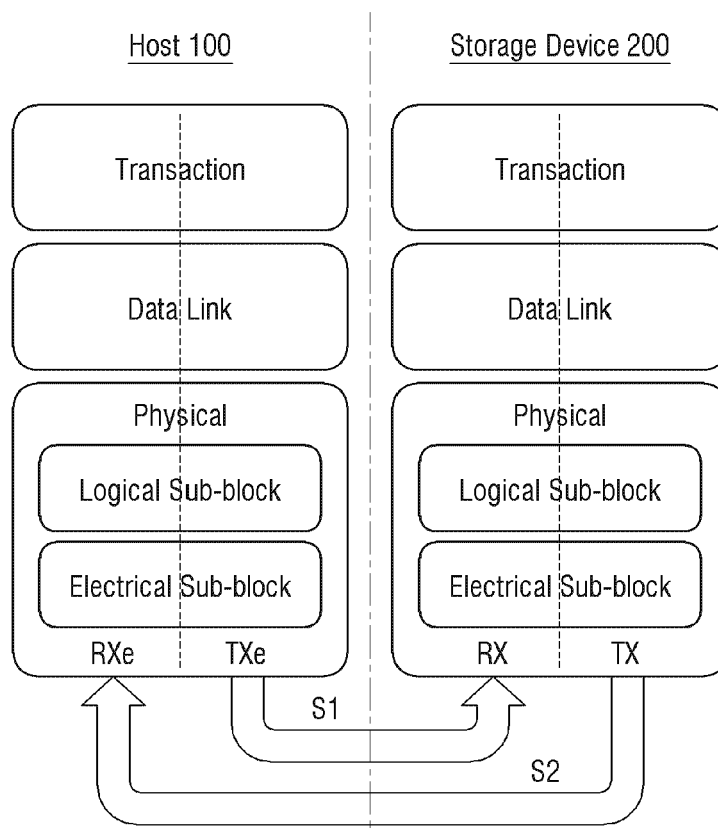 Host 100
Storage Device 200
Transaction
Transaction
Data Link
Data Link
Physical
Physical
Logical Sub-block
Logical Sub-block
Electrical Sub-block
Electrical Sub-block
RXe
TXe
RX
TX
S1
S2